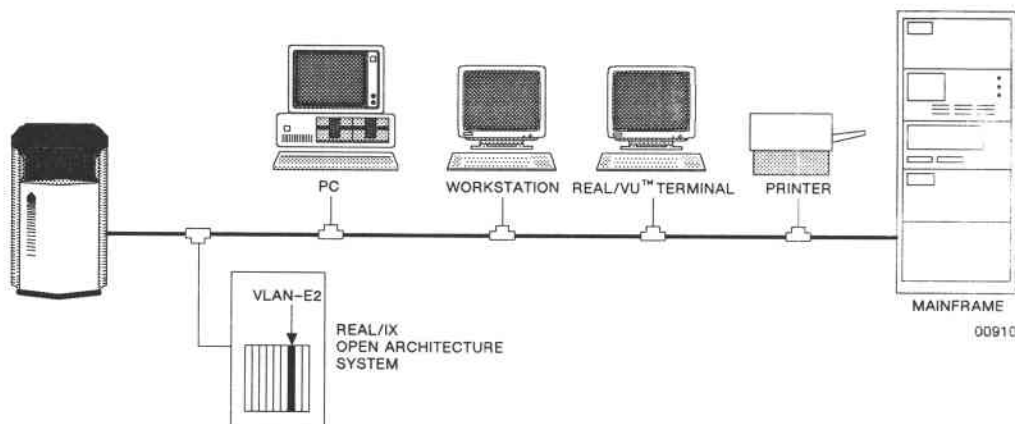 PC
WORKSTATION
REAL/VU™ TERMINAL
PRINTER
MAINFRAME
00910
VLAN-E2
REAL/IX
OPEN ARCHITECTURE
SYSTEM